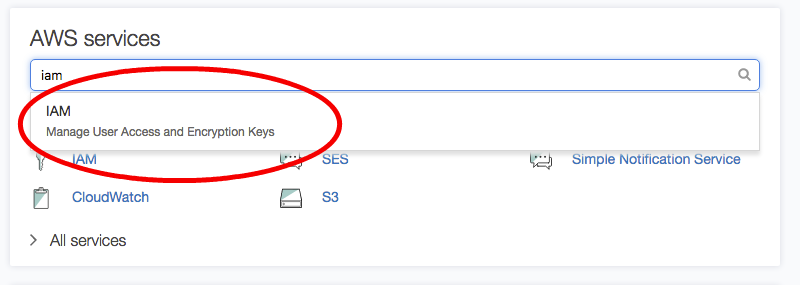 AWS services
iam
IAM
Manage User Access and Encryption Keys
IAM SES Simple Notification Service
CloudWatch S3
All services